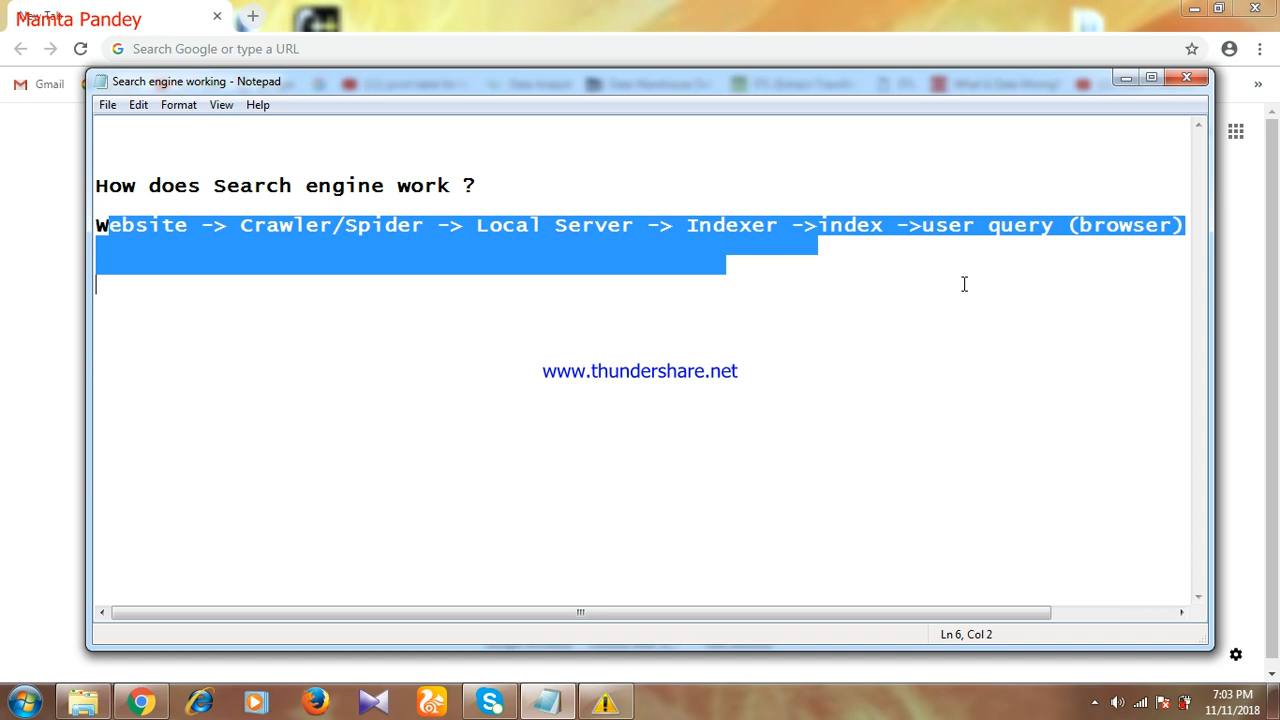 Mamta Pandey
Search Google or type a URL
Gmail
Search engine working - Notepad
File Edit Format View Help
How does Search engine work ?
Website -> Crawler/Spider -> Local Server -> Indexer ->index ->user query (browser)
www.thundershare.net
Ln 6, Col 2
7:03 PM
11/11/2018